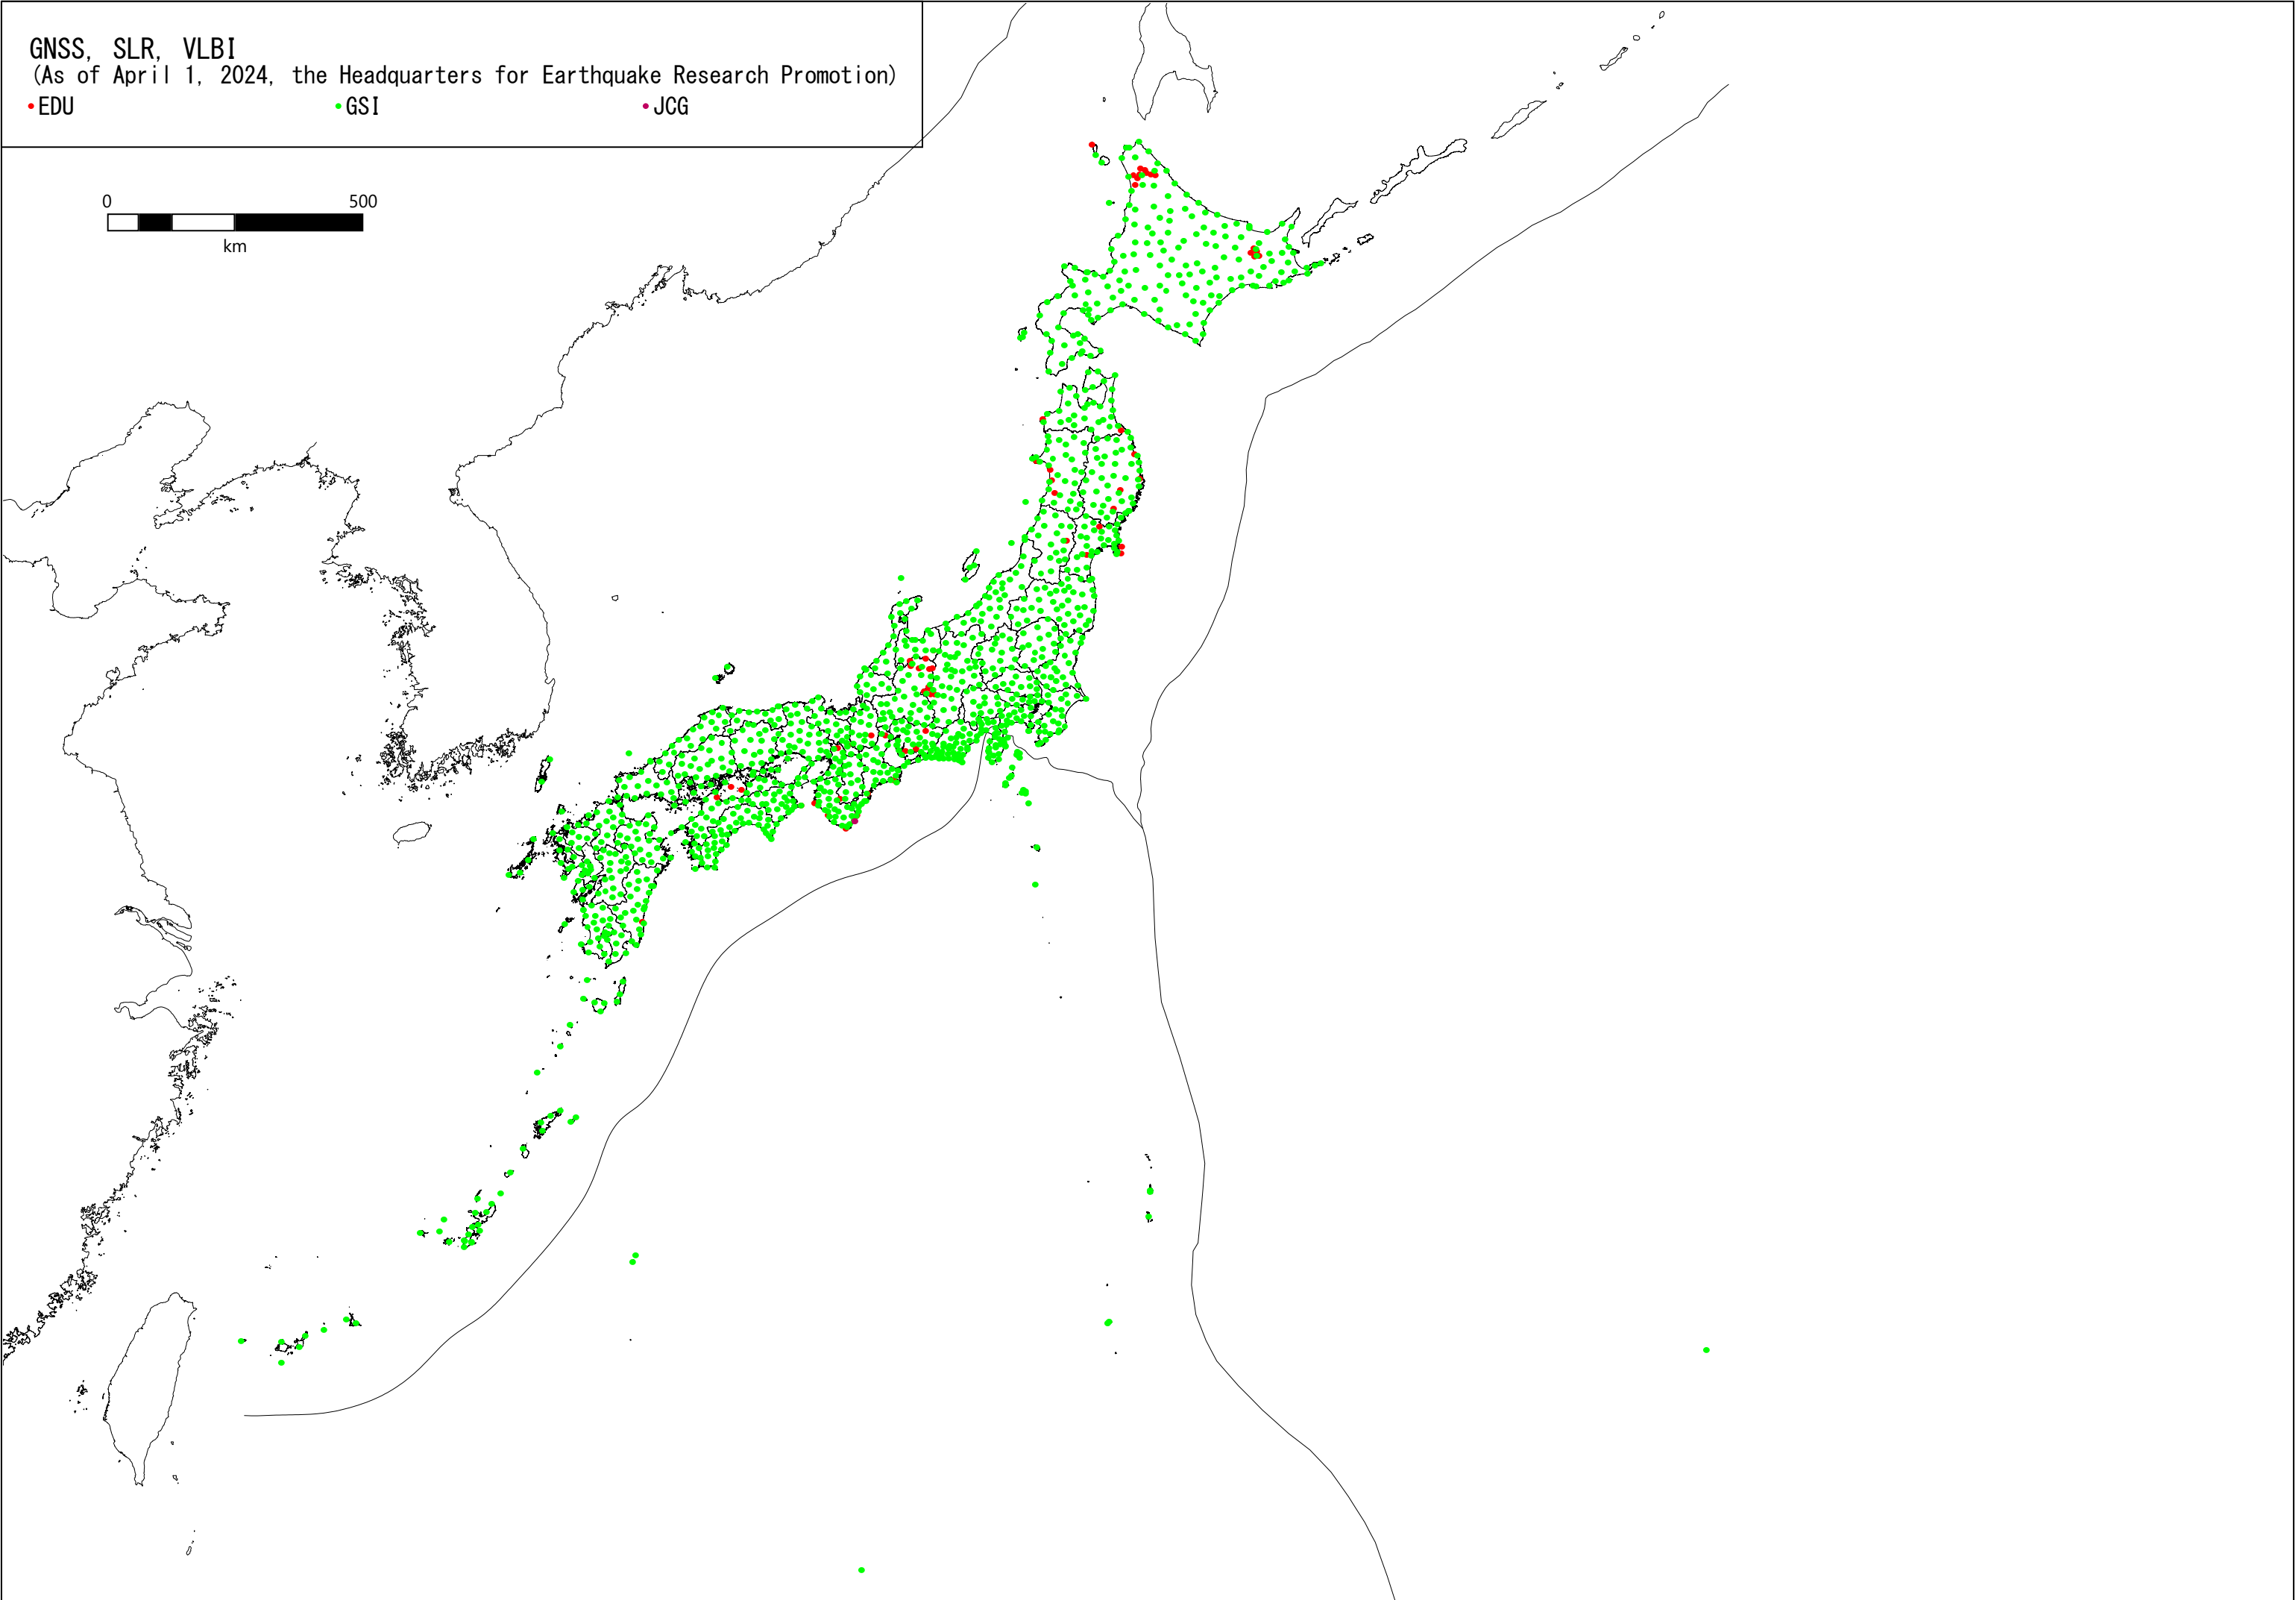 GNSS, SLR, VLBI
(As of April 1, 2024, the Headquarters for Earthquake Research Promotion)
EDU GSI JCG
0 500
km